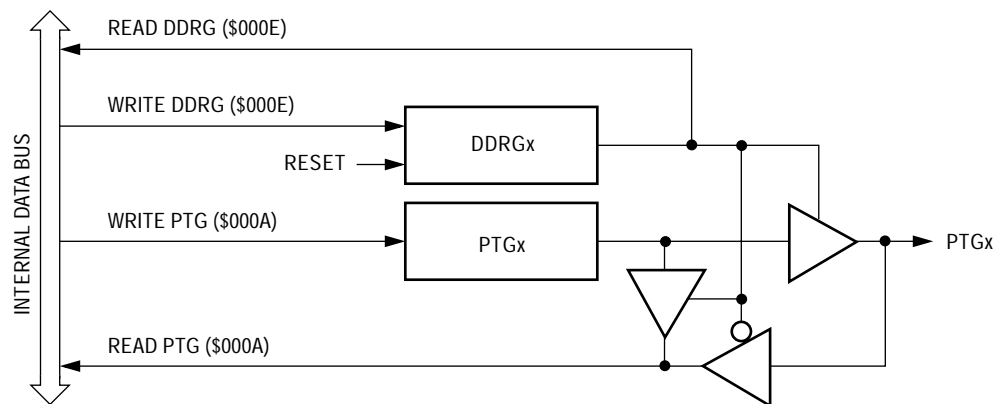 READ DDRG ($000E)
WRITE DDRG ($000E)
DDRGx
RESET
INTERNAL DATA BUS
WRITE PTG ($000A)
PTGx
PTGx
READ PTG ($000A)